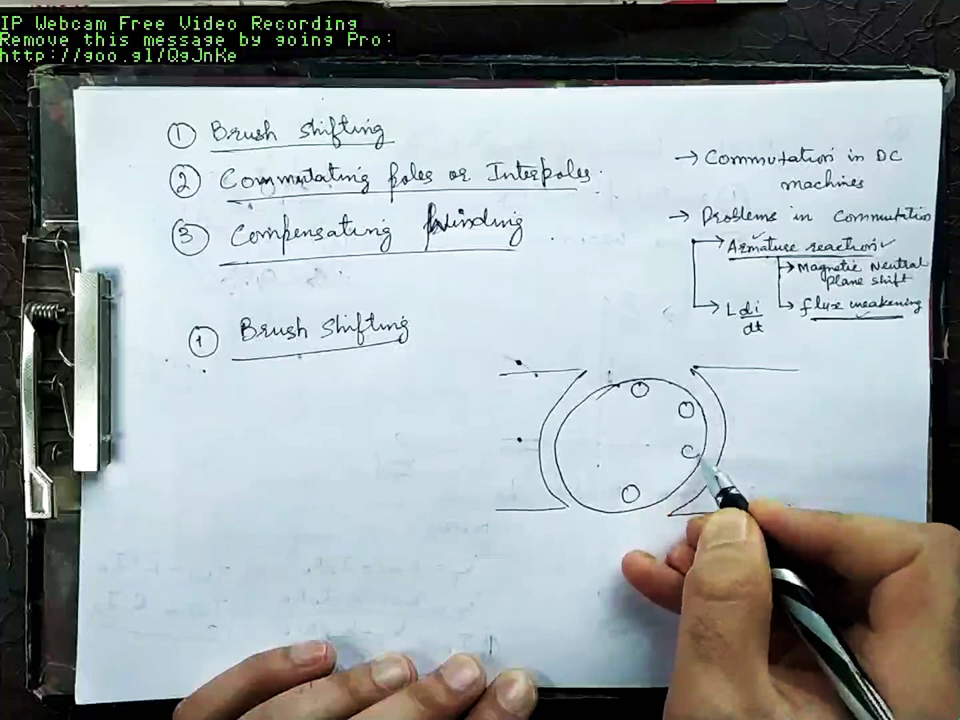 IP Webcam Free Video Recording
Remove this message by going Pro:
http://goo.gl/QgJnKe
① Brush shifting
② Commutating poles or Interpoles.
③ Compensating Winding
① Brush shifting
→ Commutation in DC
machines
→ Problems in Commutation
→ Armature reaction ✓
→ Magnetic Neutral
Plane shift
→ flux weakening
→ L di/dt